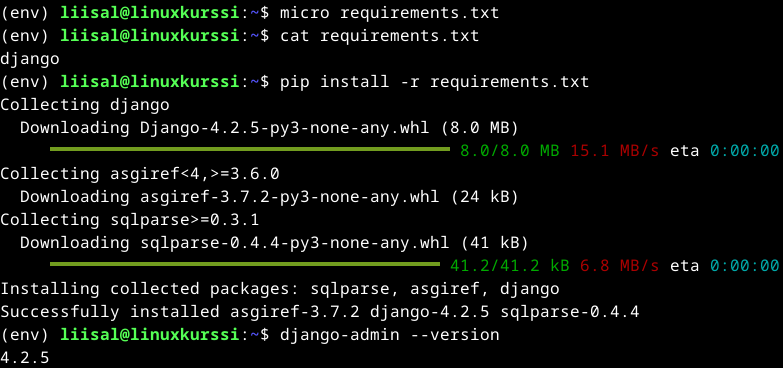 (env) liisal@linuxkurssi:~$ micro requirements.txt
(env) liisal@linuxkurssi:~$ cat requirements.txt
django
(env) liisal@linuxkurssi:~$ pip install -r requirements.txt
Collecting django
  Downloading Django-4.2.5-py3-none-any.whl (8.0 MB)
8.0/8.0 MB 15.1 MB/s eta 0:00:00
Collecting asgiref<4,>=3.6.0
  Downloading asgiref-3.7.2-py3-none-any.whl (24 kB)
Collecting sqlparse>=0.3.1
  Downloading sqlparse-0.4.4-py3-none-any.whl (41 kB)
41.2/41.2 kB 6.8 MB/s eta 0:00:00
Installing collected packages: sqlparse, asgiref, django
Successfully installed asgiref-3.7.2 django-4.2.5 sqlparse-0.4.4
(env) liisal@linuxkurssi:~$ django-admin --version
4.2.5